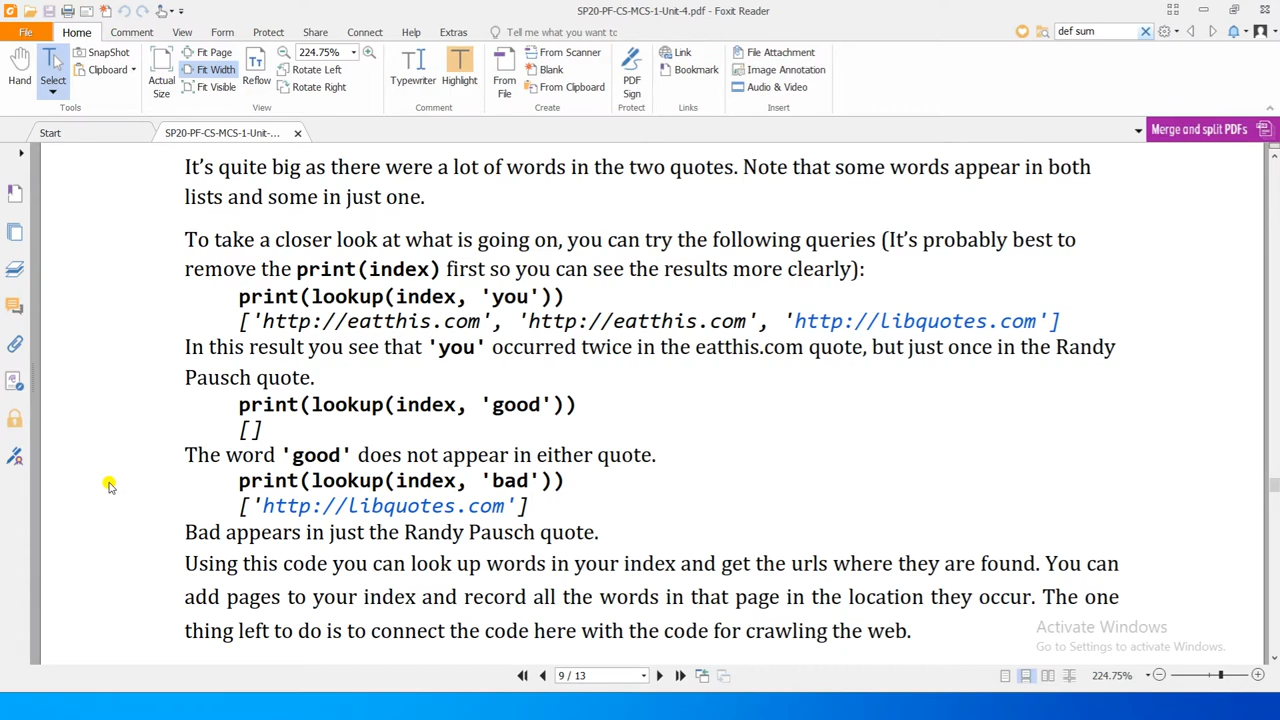 SP20-PF-CS-MCS-1-Unit-4.pdf - Foxit Reader
File Home Comment View Form Protect Share Connect Help Extras Tell me what you want tc def sum
Hand
Select
SnapShot
Clipboard
Tools
Actual Size
Fit Page
Fit Width
Fit Visible
Reflow
224.75%
Rotate Left
Rotate Right
View
Typewriter
Highlight
Comment
From File
From Scanner
Blank
From Clipboard
Create
PDF Sign
Protect
Link
Bookmark
Links
File Attachment
Image Annotation
Audio & Video
Insert
Start SP20-PF-CS-MCS-1-Unit-... Merge and split PDFs
It's quite big as there were a lot of words in the two quotes. Note that some words appear in both
lists and some in just one.
To take a closer look at what is going on, you can try the following queries (It's probably best to
remove the print(index) first so you can see the results more clearly):
print(lookup(index, 'you'))
['http://eatthis.com', 'http://eatthis.com', 'http://libquotes.com']
In this result you see that 'you' occurred twice in the eatthis.com quote, but just once in the Randy
Pausch quote.
print(lookup(index, 'good'))
[]
The word 'good' does not appear in either quote.
print(lookup(index, 'bad'))
['http://libquotes.com']
Bad appears in just the Randy Pausch quote.
Using this code you can look up words in your index and get the urls where they are found. You can
add pages to your index and record all the words in that page in the location they occur. The one
thing left to do is to connect the code here with the code for crawling the web.
Activate Windows
Go to Settings to activate Windows.
9 / 13
224.75%